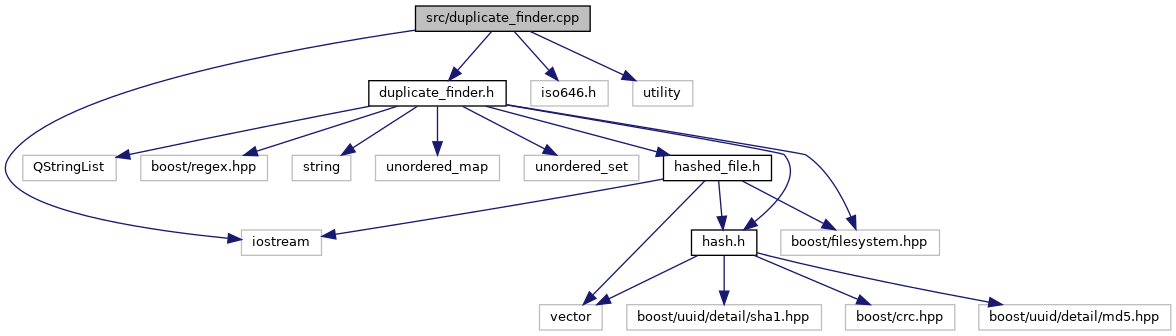 src/duplicate_finder.cpp
duplicate_finder.h
iso646.h
utility
QStringList
boost/regex.hpp
string
unordered_map
unordered_set
hashed_file.h
iostream
hash.h
boost/filesystem.hpp
vector
boost/uuid/detail/sha1.hpp
boost/crc.hpp
boost/uuid/detail/md5.hpp